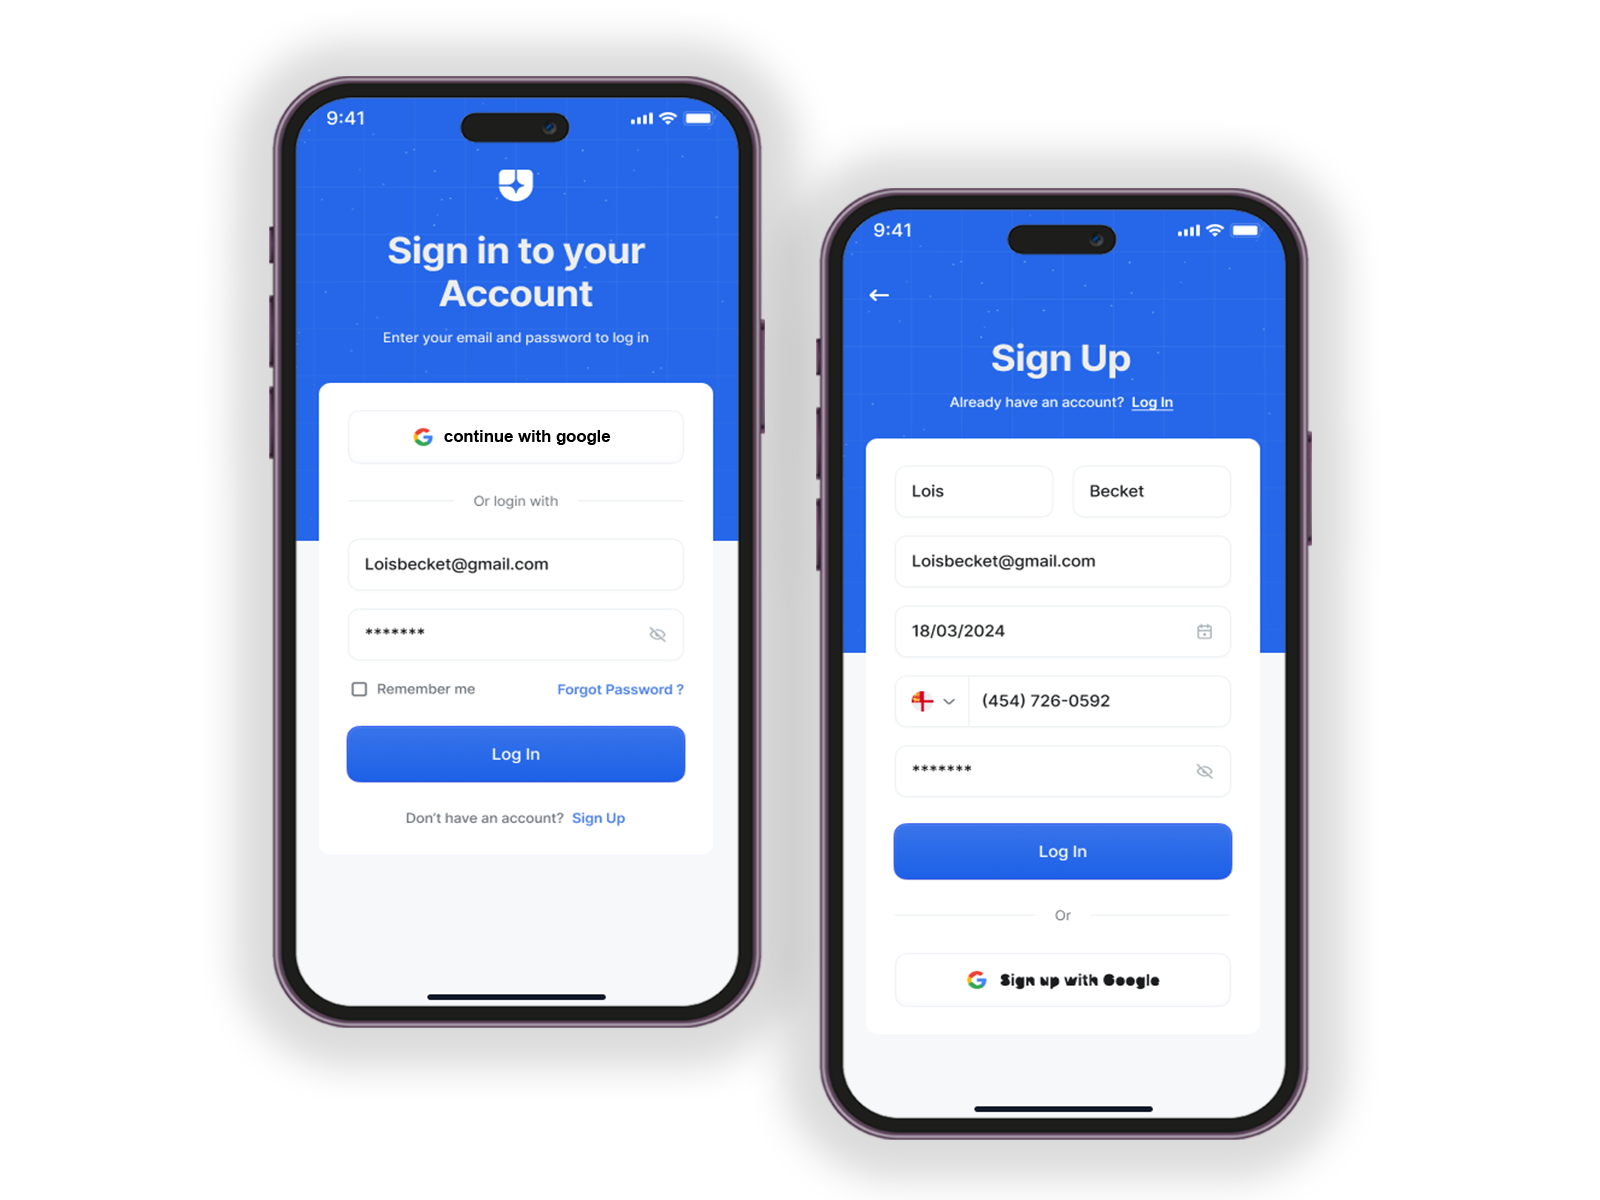 9:41
Sign in to your
Account
Enter your email and password to log in
continue with google
Or login with
Loisbecket@gmail.com
*******
Remember me
Forgot Password ?
Log In
Don't have an account? Sign Up
9:41
Sign Up
Already have an account? Log In
Lois
Becket
Loisbecket@gmail.com
18/03/2024
(454) 726-0592
*******
Log In
Or
Sign up with Google